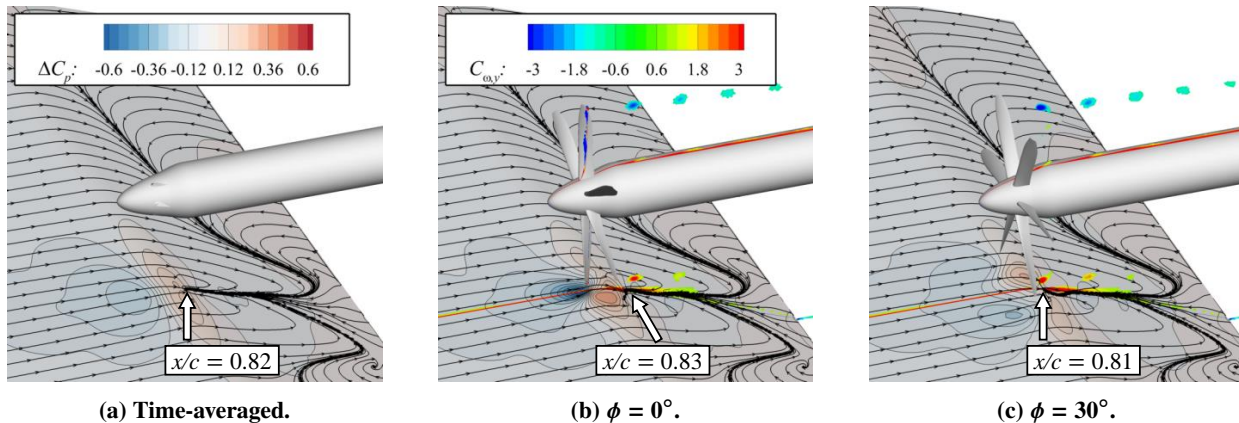 ΔCp: -0.6 -0.36 -0.12 0.12 0.36 0.6
Cω,y: -3 -1.8 -0.6 0.6 1.8 3
x/c = 0.82
x/c = 0.83
x/c = 0.81
(a) Time-averaged.
(b) ϕ = 0°.
(c) ϕ = 30°.